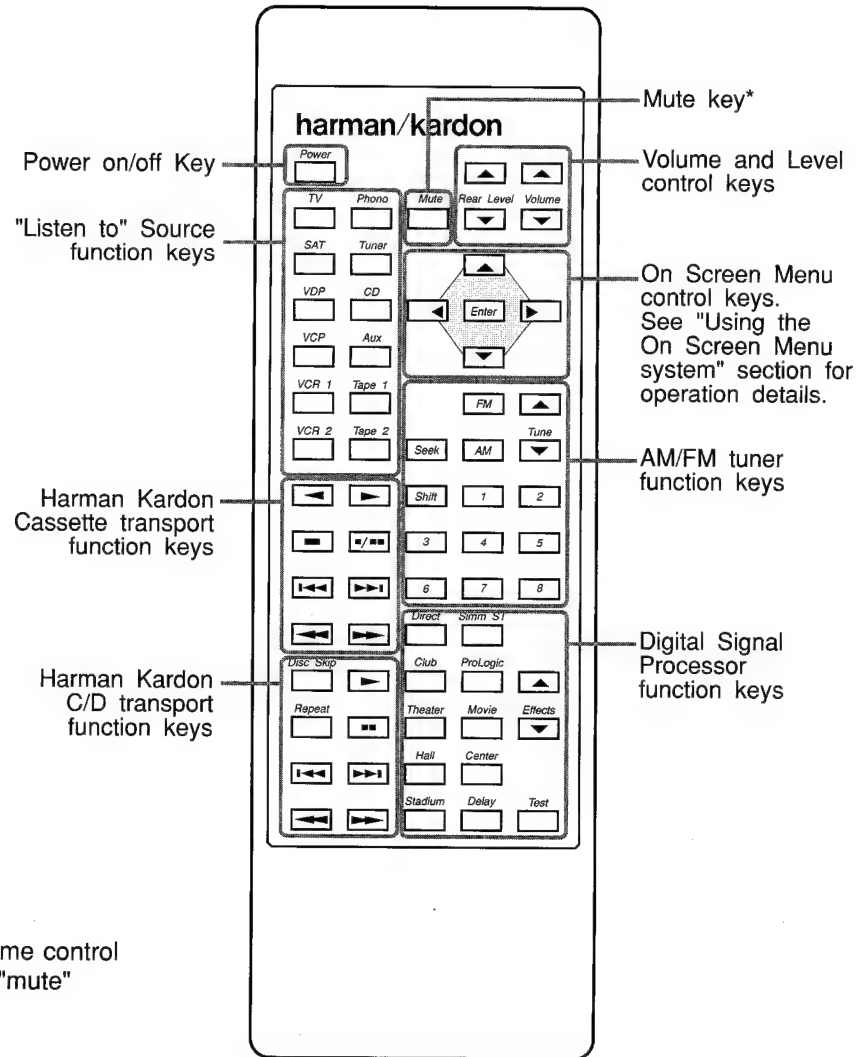 harman/kardon
Mute key*
Power on/off Key
Power
Volume and Level
control keys
Rear Level Volume
Mute
"Listen to" Source
function keys
TV Phono
SAT Tuner
VDP CD
VCP Aux
VCR 1 Tape 1
VCR 2 Tape 2
Enter
On Screen Menu
control keys.
See "Using the
On Screen Menu
system" section for
operation details.
FM
Tune
Seek AM
Shift 1 2
3 4 5
6 7 8
AM/FM tuner
function keys
Harman Kardon
Cassette transport
function keys
Direct Simm ST
Club ProLogic
Theater Movie Effects
Hall Center
Stadium Delay Test
Digital Signal
Processor
function keys
Harman Kardon
C/D transport
function keys
Disc Skip
Repeat
me control
"mute"